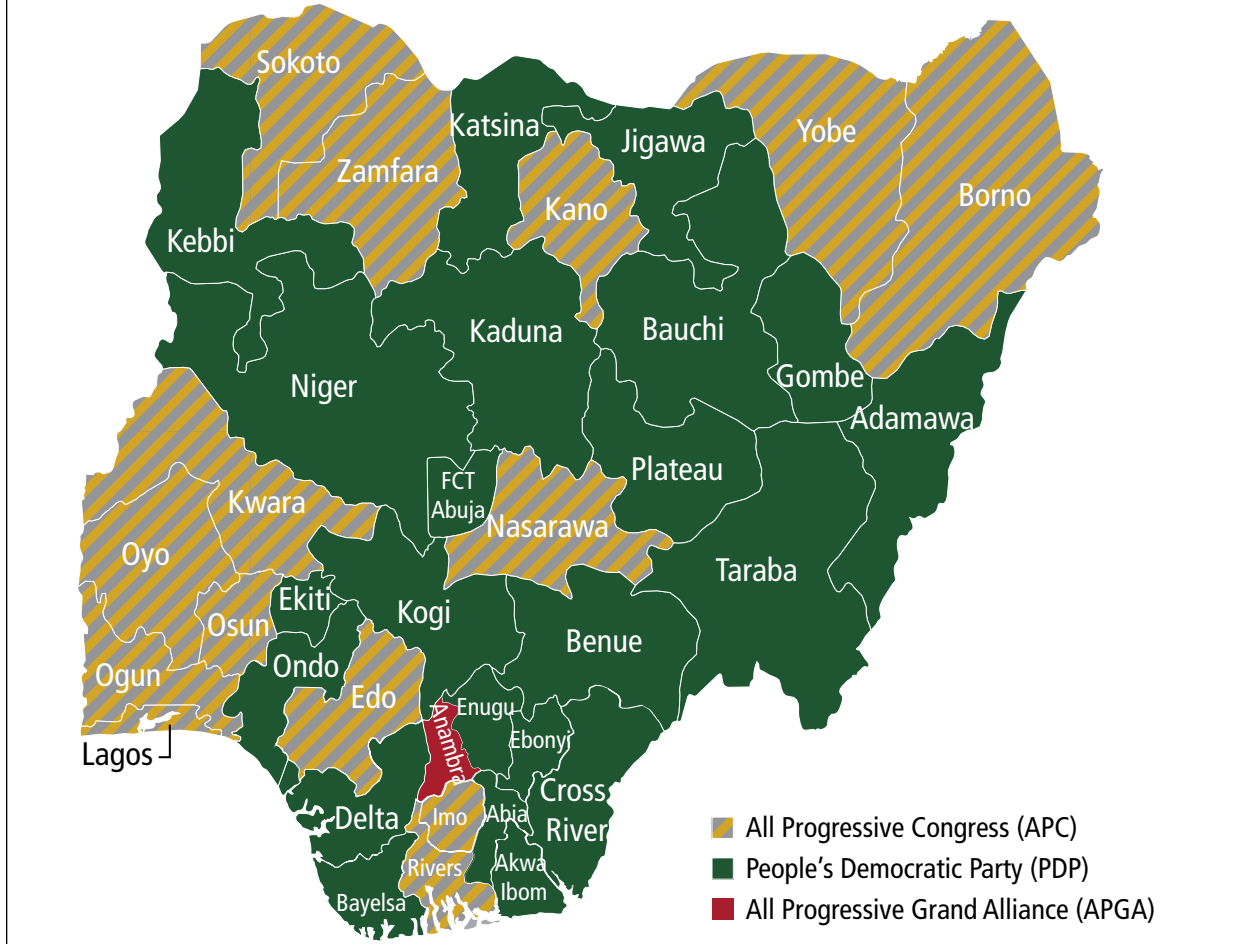 Sokoto
Katsina
Jigawa
Yobe
Zamfara
Borno
Kano
Kebbi
Kaduna
Bauchi
Niger
Gombe
Adamawa
Plateau
FCT
Abuja
Kwara
Nasarawa
Oyo
Taraba
Ekiti
Kogi
Osun
Benue
Ondo
Ogun
Edo
Enugu
Anambra
Ebonyi
Lagos
Cross
River
Delta
Imo
Abia
Rivers
Akwa
Ibom
Bayelsa
All Progressive Congress (APC)
People's Democratic Party (PDP)
All Progressive Grand Alliance (APGA)